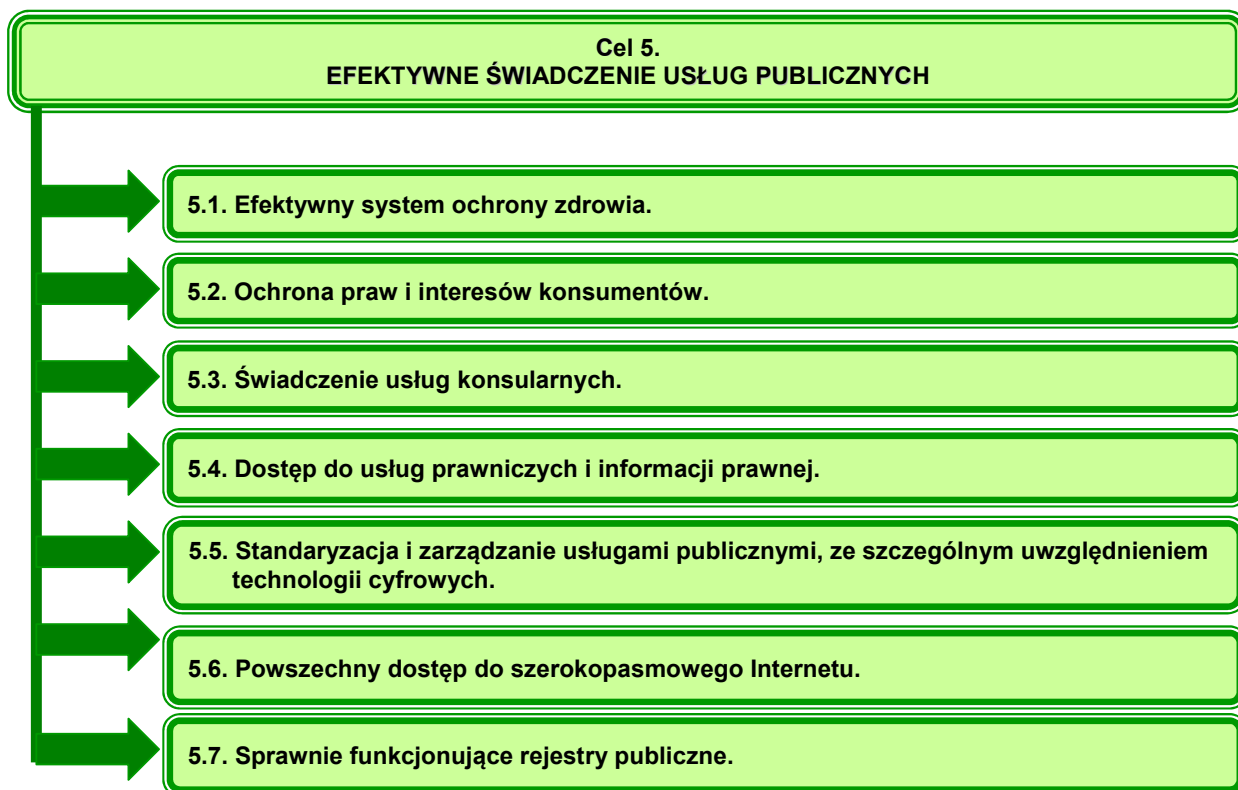 Cel 5.
EFEKTYWNE ŚWIADCZENIE USŁUG PUBLICZNYCH
5.1. Efektywny system ochrony zdrowia.
5.2. Ochrona praw i interesów konsumentów.
5.3. Świadczenie usług konsularnych.
5.4. Dostęp do usług prawniczych i informacji prawnej.
5.5. Standaryzacja i zarządzanie usługami publicznymi, ze szczególnym uwzględnieniem
technologii cyfrowych.
5.6. Powszechny dostęp do szerokopasmowego Internetu.
5.7. Sprawnie funkcjonujące rejestry publiczne.